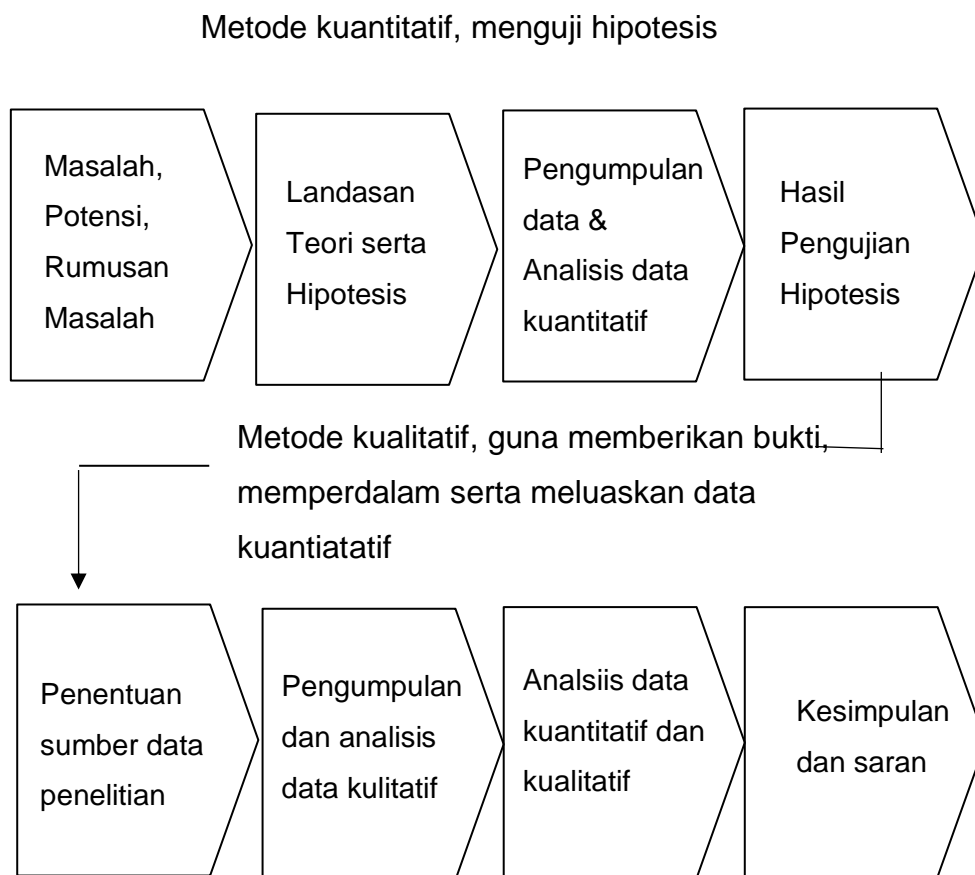 Metode kuantitatif, menguji hipotesis
Masalah,
Potensi,
Rumusan
Masalah
Landasan
Teori serta
Hipotesis
Pengumpulan
data &
Analisis data
kuantitatif
Hasil
Pengujian
Hipotesis
Metode kualitatif, guna memberikan bukti,
memperdalam serta meluaskan data
kuantiatatif
Penentuan
sumber data
penelitian
Pengumpulan
dan analisis
data kulitatif
Analsiis data
kuantitatif dan
kualitatif
Kesimpulan
dan saran